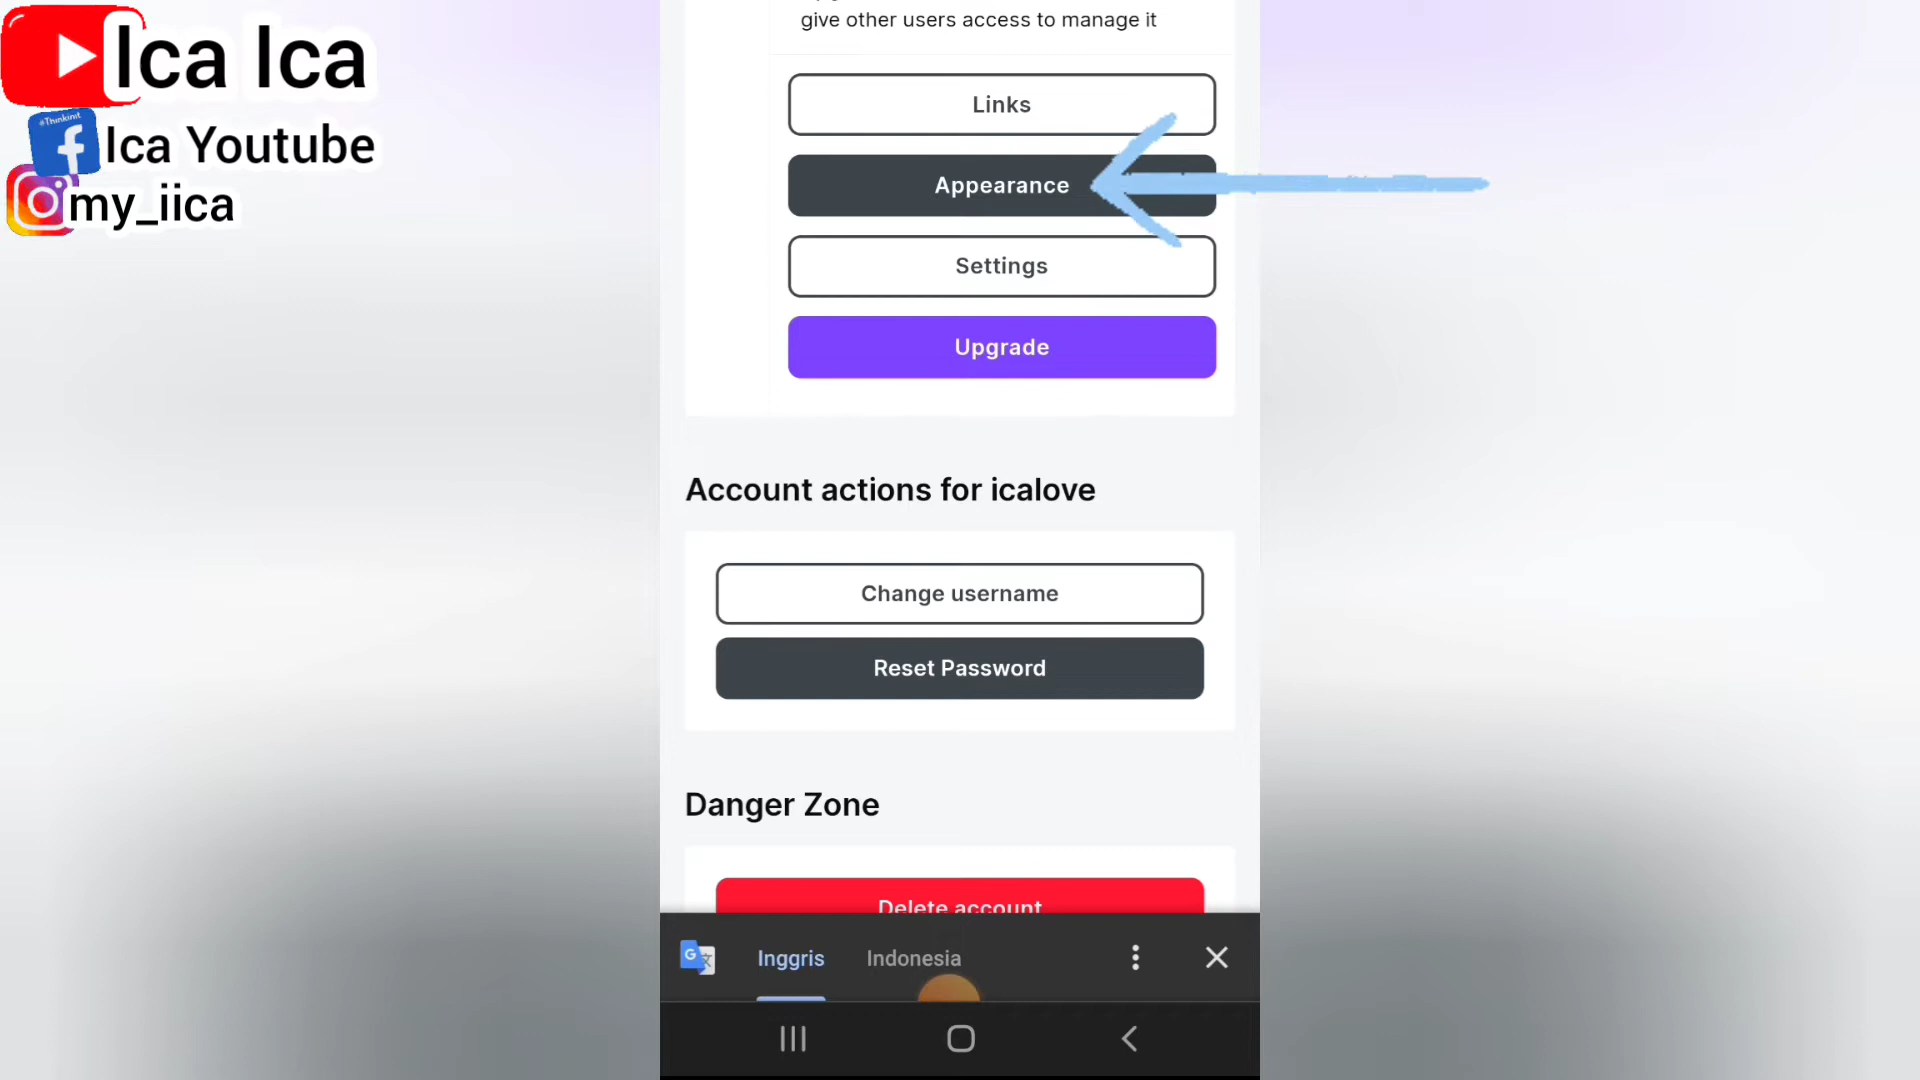 Ica Ica
#Thinkinit
Ica Youtube
my_iica
give other users access to manage it
Links
Appearance
Settings
Upgrade
Account actions for icalove
Change username
Reset Password
Danger Zone
Delete account
Inggris
Indonesia